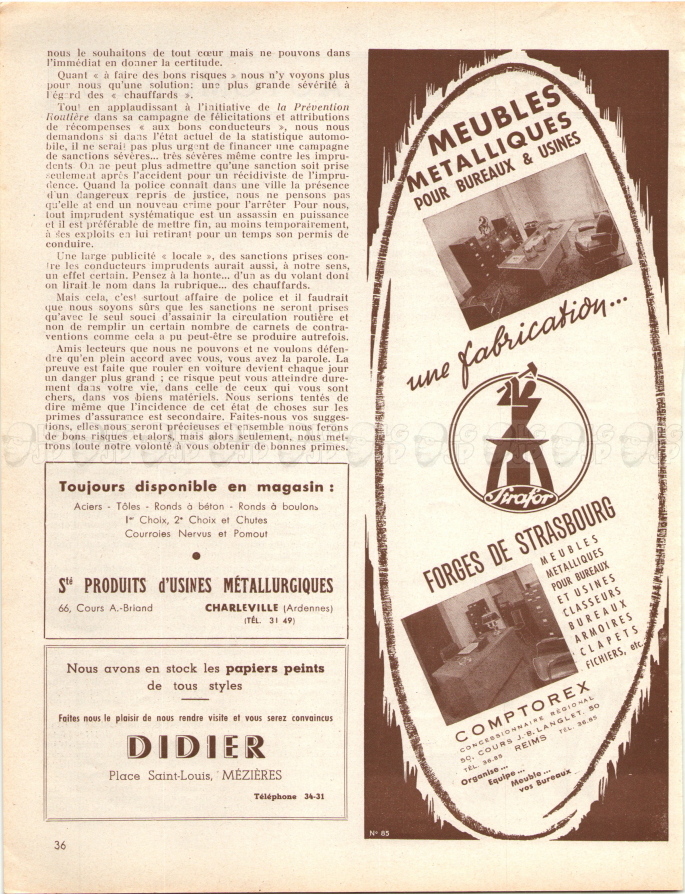 nous le souhaitons de tout cœur mais ne pouvons dans
l'immédiat en donner la certitude.
Quant « à faire des bons risques » nous n'y voyons plus
pour nous qu'une solution: une plus grande sévérité à
l'égard des « chauffards ».
Tout en applaudissant à l'initiative de la Prévention
Routière dans sa campagne de félicitations et attributions
de récompenses « aux bons conducteurs », nous nous
demandons si dans l'état actuel de la statistique automo-
bile, il ne serait pas plus urgent de financer une campagne
de sanctions sévères... très sévères même contre les impru-
dents On ne peut plus admettre qu'une sanction soit prise
seulement après l'accident pour un récidiviste de l'impru-
dence. Quand la police connaît dans une ville la présence
d'un dangereux repris de justice, nous ne pensons pas
qu'elle attend un nouveau crime pour l'arrêter Pour nous,
tout imprudent systématique est un assassin en puissance
et il est préférable de mettre fin, au moins temporairement,
à ses exploits en lui retirant pour un temps son permis de
conduire.
Une large publicité « locale », des sanctions prises con-
tre les conducteurs imprudents aurait aussi, à notre sens,
un effet certain. Pensez à la honte... d'un as du volant dont
on lirait le nom dans la rubrique... des chauffards.
Mais cela, c'est surtout affaire de police et il faudrait
que nous soyons sûrs que les sanctions ne seront prises
qu'avec le seul souci d'assainir la circulation routière et
non de remplir un certain nombre de carnets de contra-
ventions comme cela a pu peut-être se produire autrefois.
Amis lecteurs que nous ne pouvons et ne voulons défen-
dre qu'en plein accord avec vous, vous avez la parole. La
preuve est faite que rouler en voiture devient chaque jour
un danger plus grand ; ce risque peut vous atteindre dure-
ment dans votre vie, dans celle de ceux qui vous sont
chers, dans vos biens matériels. Nous serions tentés de
dire même que l'incidence de cet état de choses sur les
primes d'assurance est secondaire. Faites-nous vos sugges-
tions, elles nous seront précieuses et ensemble nous ferons
de bons risques et alors, mais alors seulement, nous met-
trons toute notre volonté à vous obtenir de bonnes primes.
Toujours disponible en magasin :
Aciers - Tôles - Ronds à béton - Ronds à boulons
1er Choix, 2e Choix et Chutes
Courroies Nervus et Pomout
Sté PRODUITS d'USINES MÉTALLURGIQUES
66, Cours A.-Briand CHARLEVILLE (Ardennes)
(TÉL. 31 49)
Nous avons en stock les papiers peints
de tous styles
Faites nous le plaisir de nous rendre visite et vous serez convaincus
DIDIER
Place Saint-Louis, MÉZIÈRES
Téléphone 34-31
36
MEUBLES
METALLIQUES
POUR BUREAUX & USINES
une fabrication...
Strafor
FORGES DE STRASBOURG
MEUBLES
METALLIQUES
POUR BUREAUX
ET USINES
CLASSEURS
BUREAUX
ARMOIRES
CLAPETS
FICHIERS, etc.
COMPTOREX
CONCESSIONNAIRE RÉGIONAL
50, COURS J.-B. LANGLET, 50
TÉL. 36.85 REIMS TÉL. 36.85
Organise...
Equipe...
Meuble...
vos Bureaux
N° 85